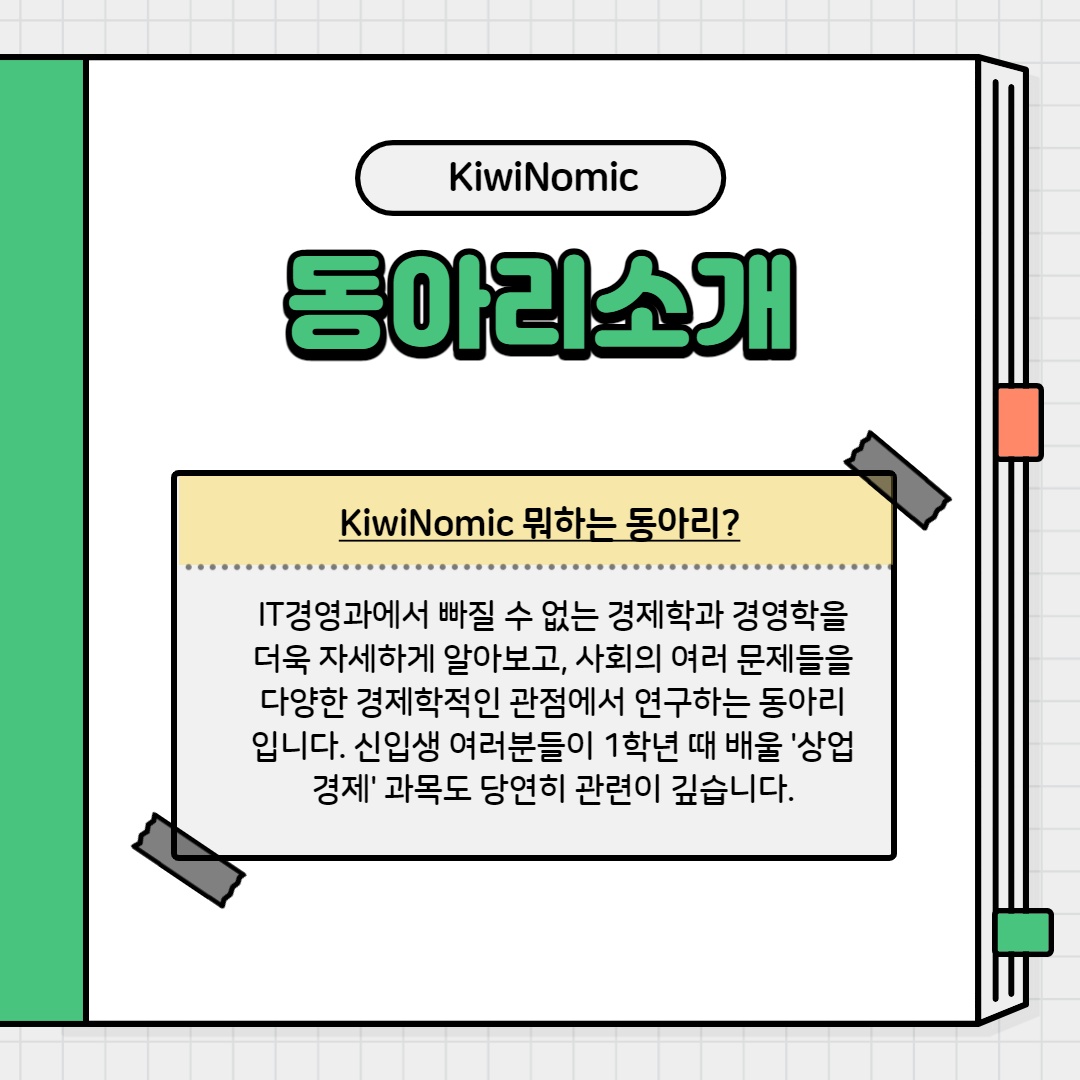 KiwiNomic
동아리소개
KiwiNomic 뭐하는 동아리?
IT경영과에서 빠질 수 없는 경제학과 경영학을
더욱 자세하게 알아보고, 사회의 여러 문제들을
다양한 경제학적인 관점에서 연구하는 동아리
입니다. 신입생 여러분들이 1학년 때 배울 '상업
경제' 과목도 당연히 관련이 깊습니다.